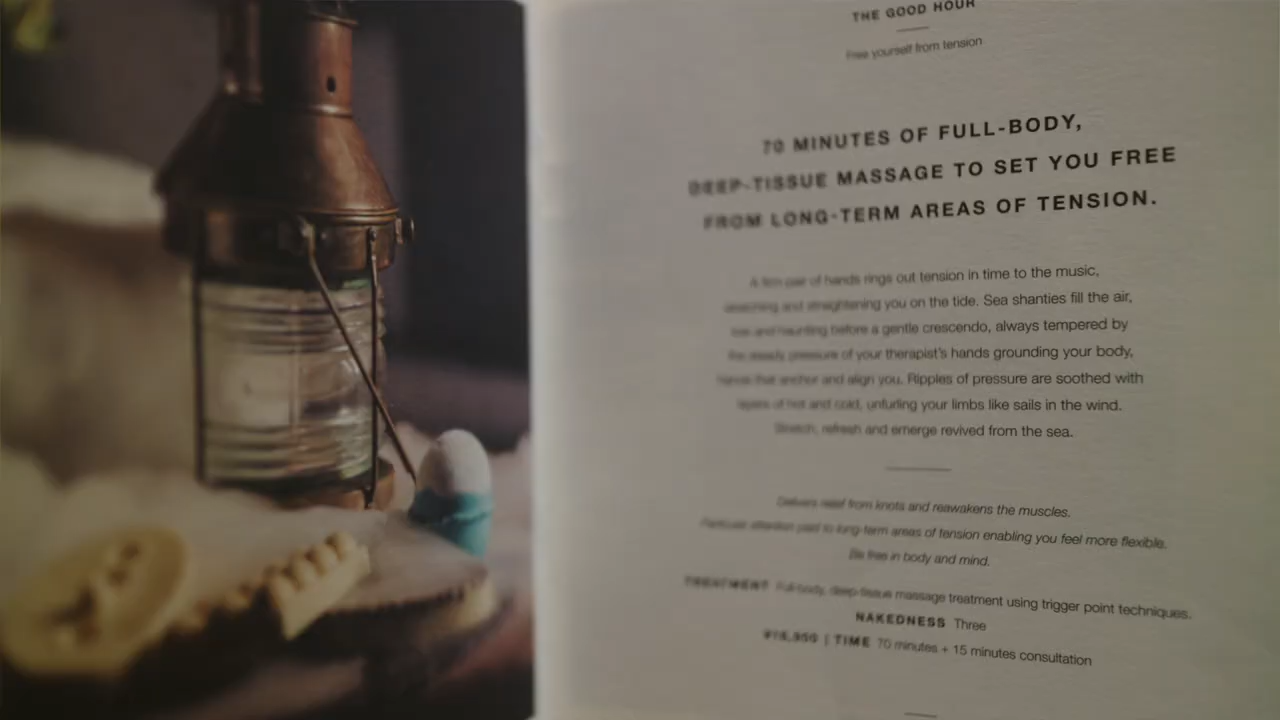 THE GOOD HOUR
Free yourself from tension
70 MINUTES OF FULL-BODY,
DEEP-TISSUE MASSAGE TO SET YOU FREE
FROM LONG-TERM AREAS OF TENSION.
A firm pair of hands rings out tension in time to the music,
stretching and straightening you on the tide. Sea shanties fill the air,
and haunting before a gentle crescendo, always tempered by
the steady pressure of your therapist's hands grounding your body,
hands that anchor and align you. Ripples of pressure are soothed with
layers of hot and cold, unfurling your limbs like sails in the wind.
Stretch, refresh and emerge revived from the sea.
Delivers relief from knots and reawakens the muscles.
Particular attention paid to long-term areas of tension enabling you feel more flexible.
Be free in body and mind.
TREATMENT Full-body, deep-tissue massage treatment using trigger point techniques.
NAKEDNESS Three
| TIME 70 minutes + 15 minutes consultation